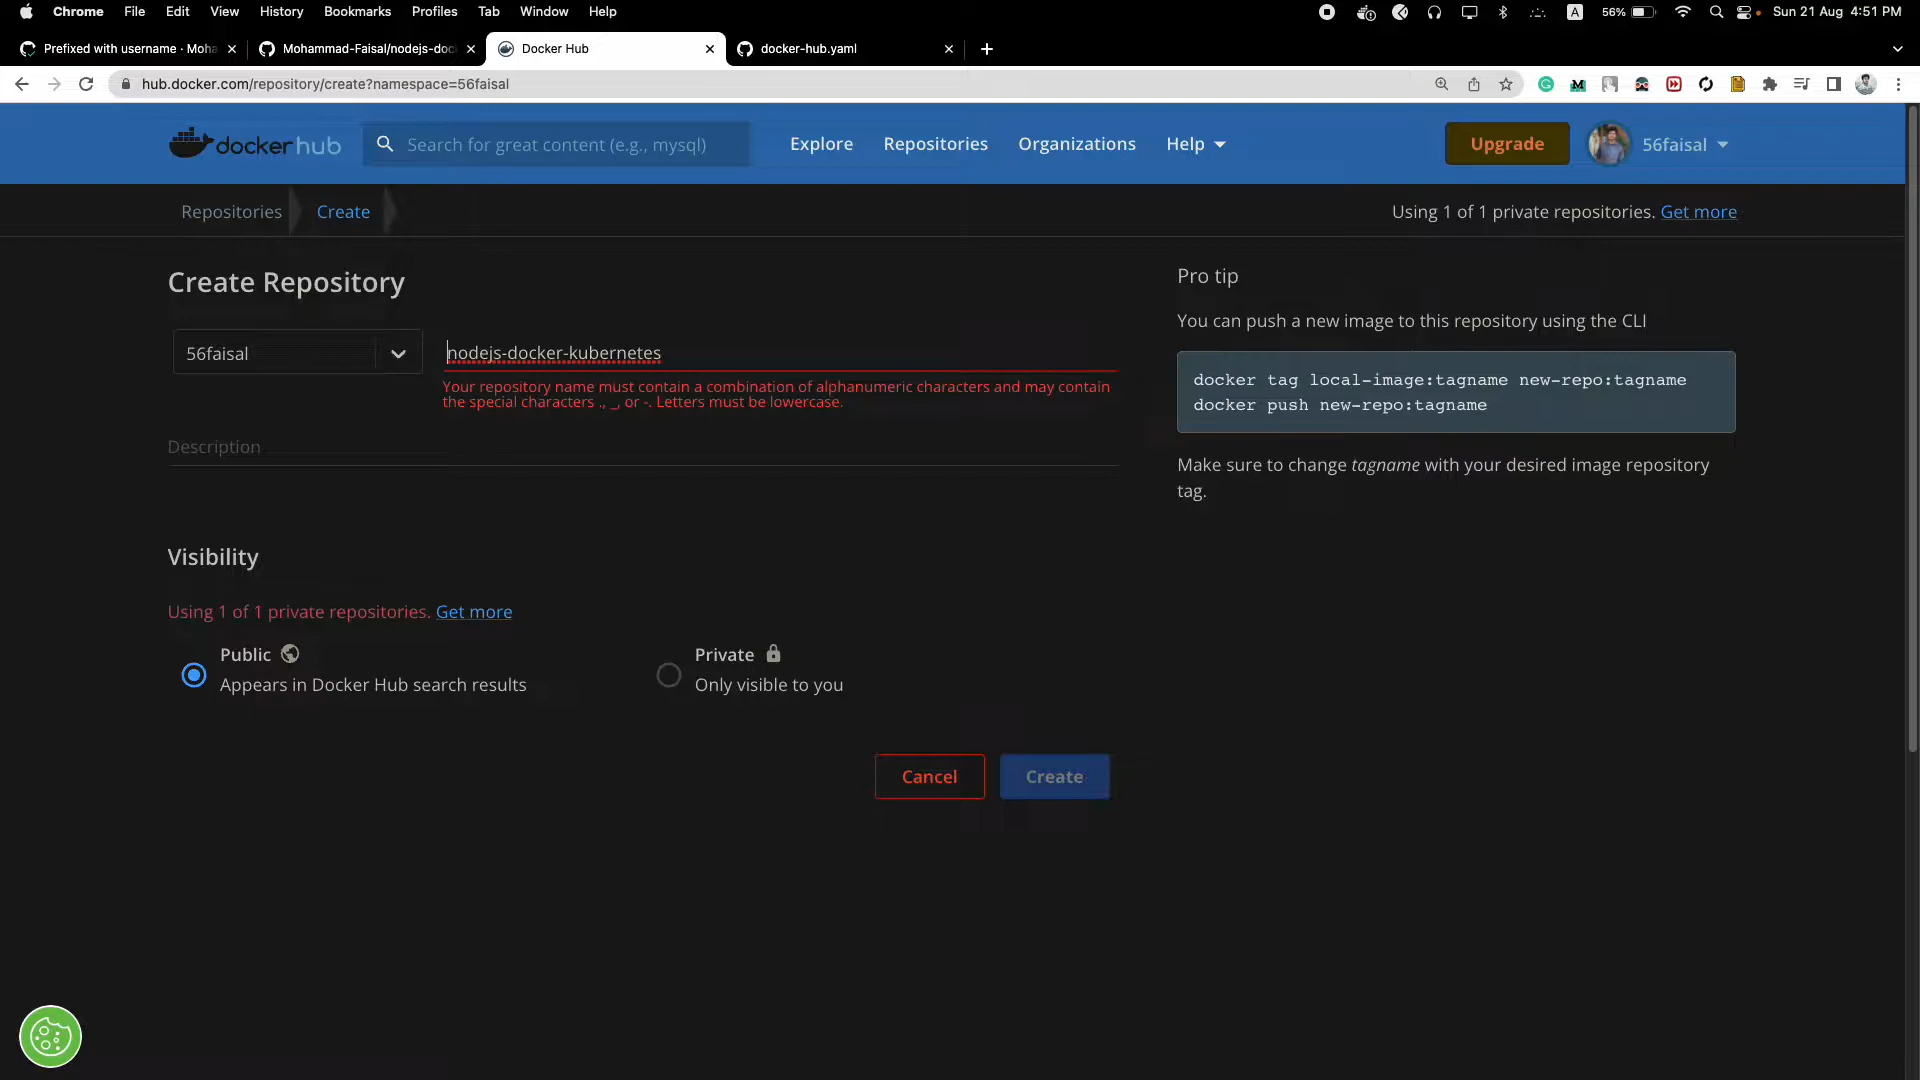 Chrome File Edit View History Bookmarks Profiles Tab Window Help A 56% Sun 21 Aug 4:51 PM
Prefixed with username · Moha Mohammad-Faisal/nodejs-doc Docker Hub docker-hub.yaml
hub.docker.com/repository/create?namespace=56faisal
dockerhub Search for great content (e.g., mysql) Explore Repositories Organizations Help Upgrade 56faisal
Repositories Create Using 1 of 1 private repositories. Get more
Create Repository
56faisal nodejs-docker-kubernetes
Your repository name must contain a combination of alphanumeric characters and may contain
the special characters ., _, or -. Letters must be lowercase.
Description
Pro tip
You can push a new image to this repository using the CLI
docker tag local-image:tagname new-repo:tagname
docker push new-repo:tagname
Make sure to change tagname with your desired image repository
tag.
Visibility
Using 1 of 1 private repositories. Get more
Public
Appears in Docker Hub search results
Private
Only visible to you
Cancel Create